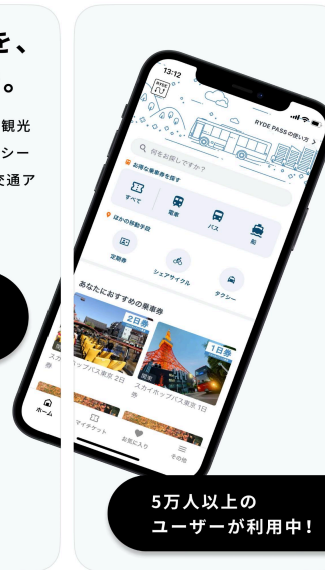 を、
。
観光
シー
交通ア
13:12
RYDE
RYDE PASS の使い方
何をお探しですか？
お得な乗車券を探す
すべて
電車
バス
船
ほかの移動手段
定期券
シェアサイクル
タクシー
あなたにおすすめの乗車券
2日券
1日券
関東
スカイホップバス東京 2日券
スカイホップバス東京 1日券
ホーム
マイチケット
お気に入り
その他
5万人以上の
ユーザーが利用中！